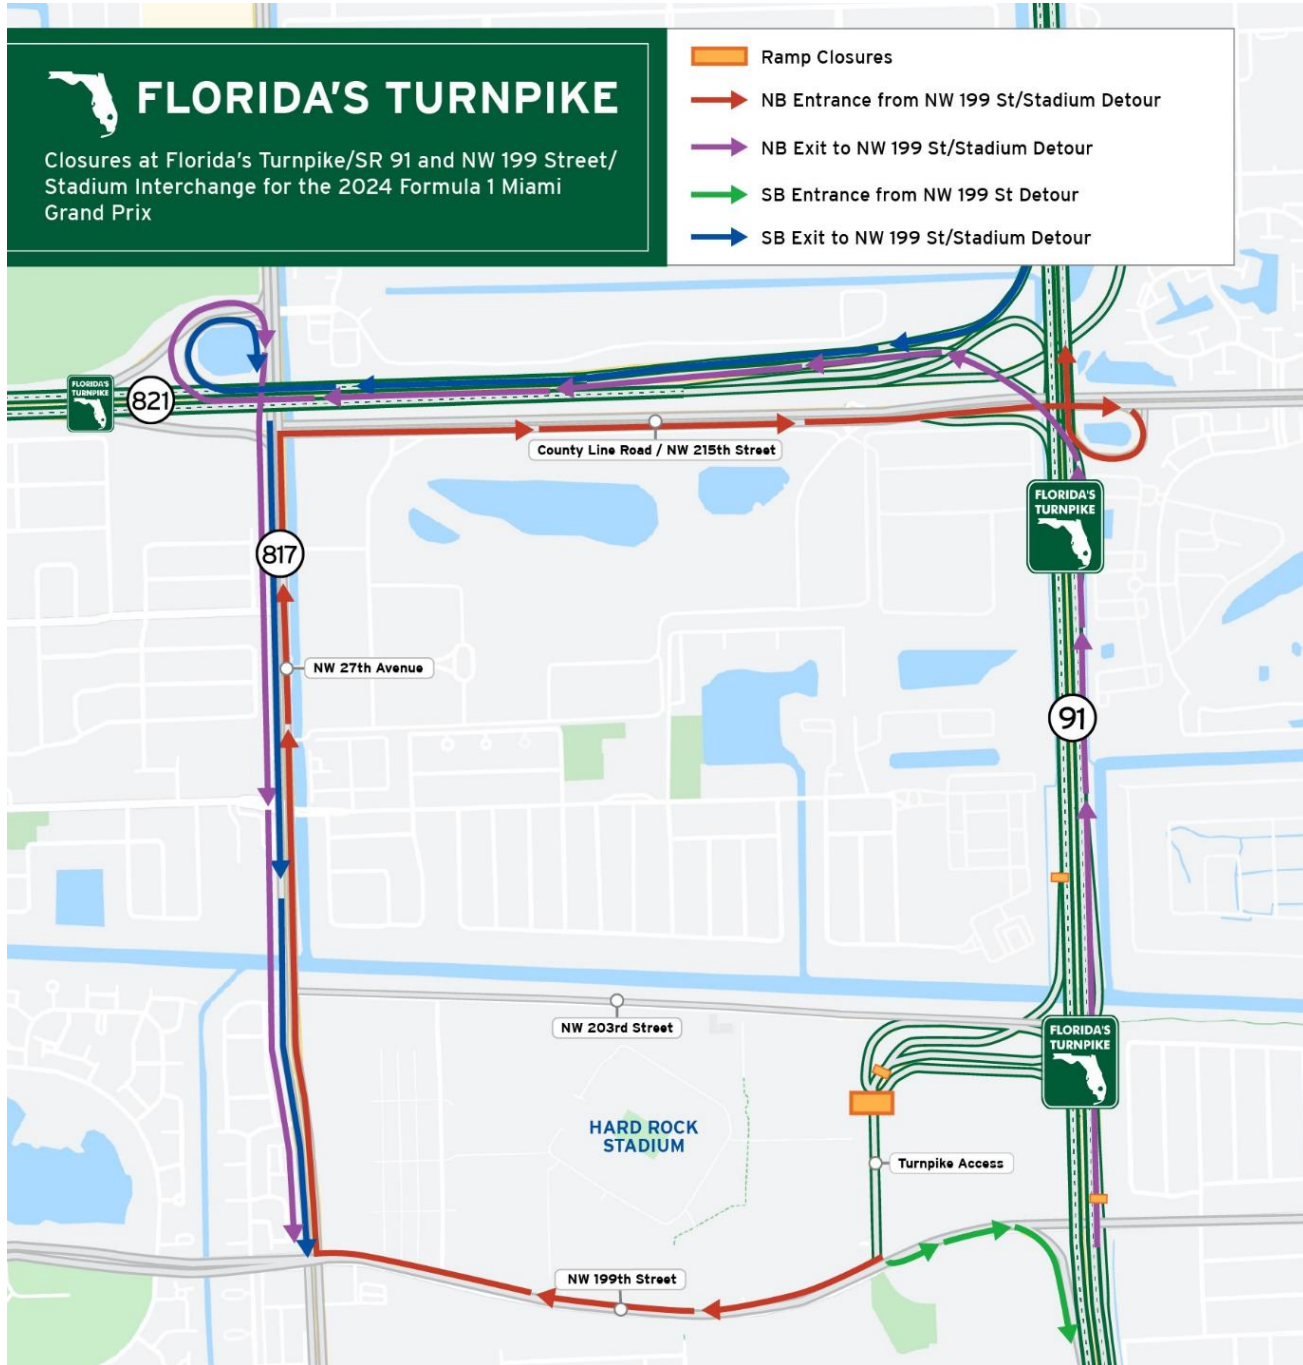 FLORIDA'S TURNPIKE
Closures at Florida's Turnpike/SR 91 and NW 199 Street/
Stadium Interchange for the 2024 Formula 1 Miami
Grand Prix
Ramp Closures
NB Entrance from NW 199 St/Stadium Detour
NB Exit to NW 199 St/Stadium Detour
SB Entrance from NW 199 St Detour
SB Exit to NW 199 St/Stadium Detour
FLORIDA'S
TURNPIKE
821
County Line Road / NW 215th Street
FLORIDA'S
TURNPIKE
817
NW 27th Avenue
91
NW 203rd Street
FLORIDA'S
TURNPIKE
HARD ROCK
STADIUM
Turnpike Access
NW 199th Street